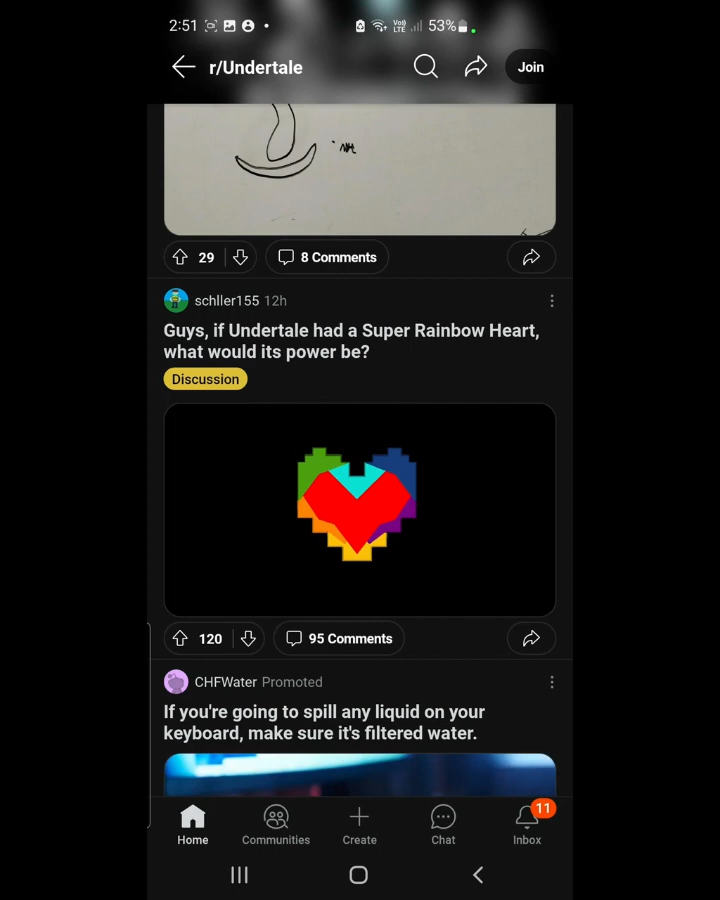 2:51 Vo)) LTE 53%
r/Undertale Join
29 8 Comments
schller155 12h
Guys, if Undertale had a Super Rainbow Heart,
what would its power be?
Discussion
120 95 Comments
CHFWater Promoted
If you're going to spill any liquid on your
keyboard, make sure it's filtered water.
11
Home Communities Create Chat Inbox